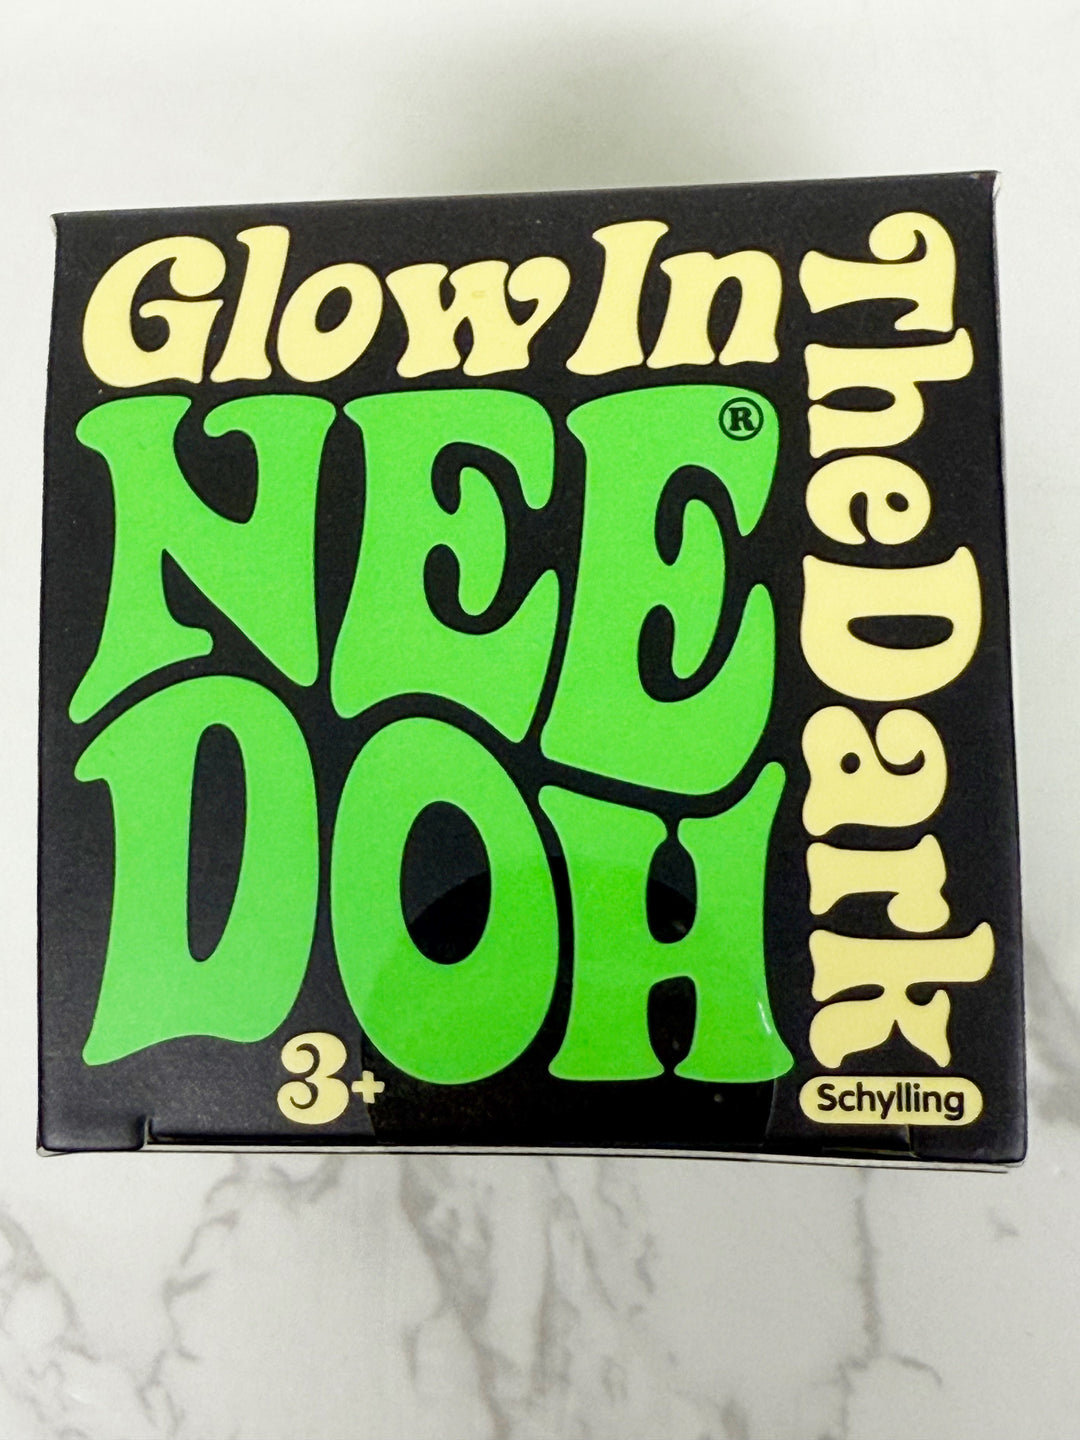 Glow In
The Dark
NEE®
DOH
3+
Schylling